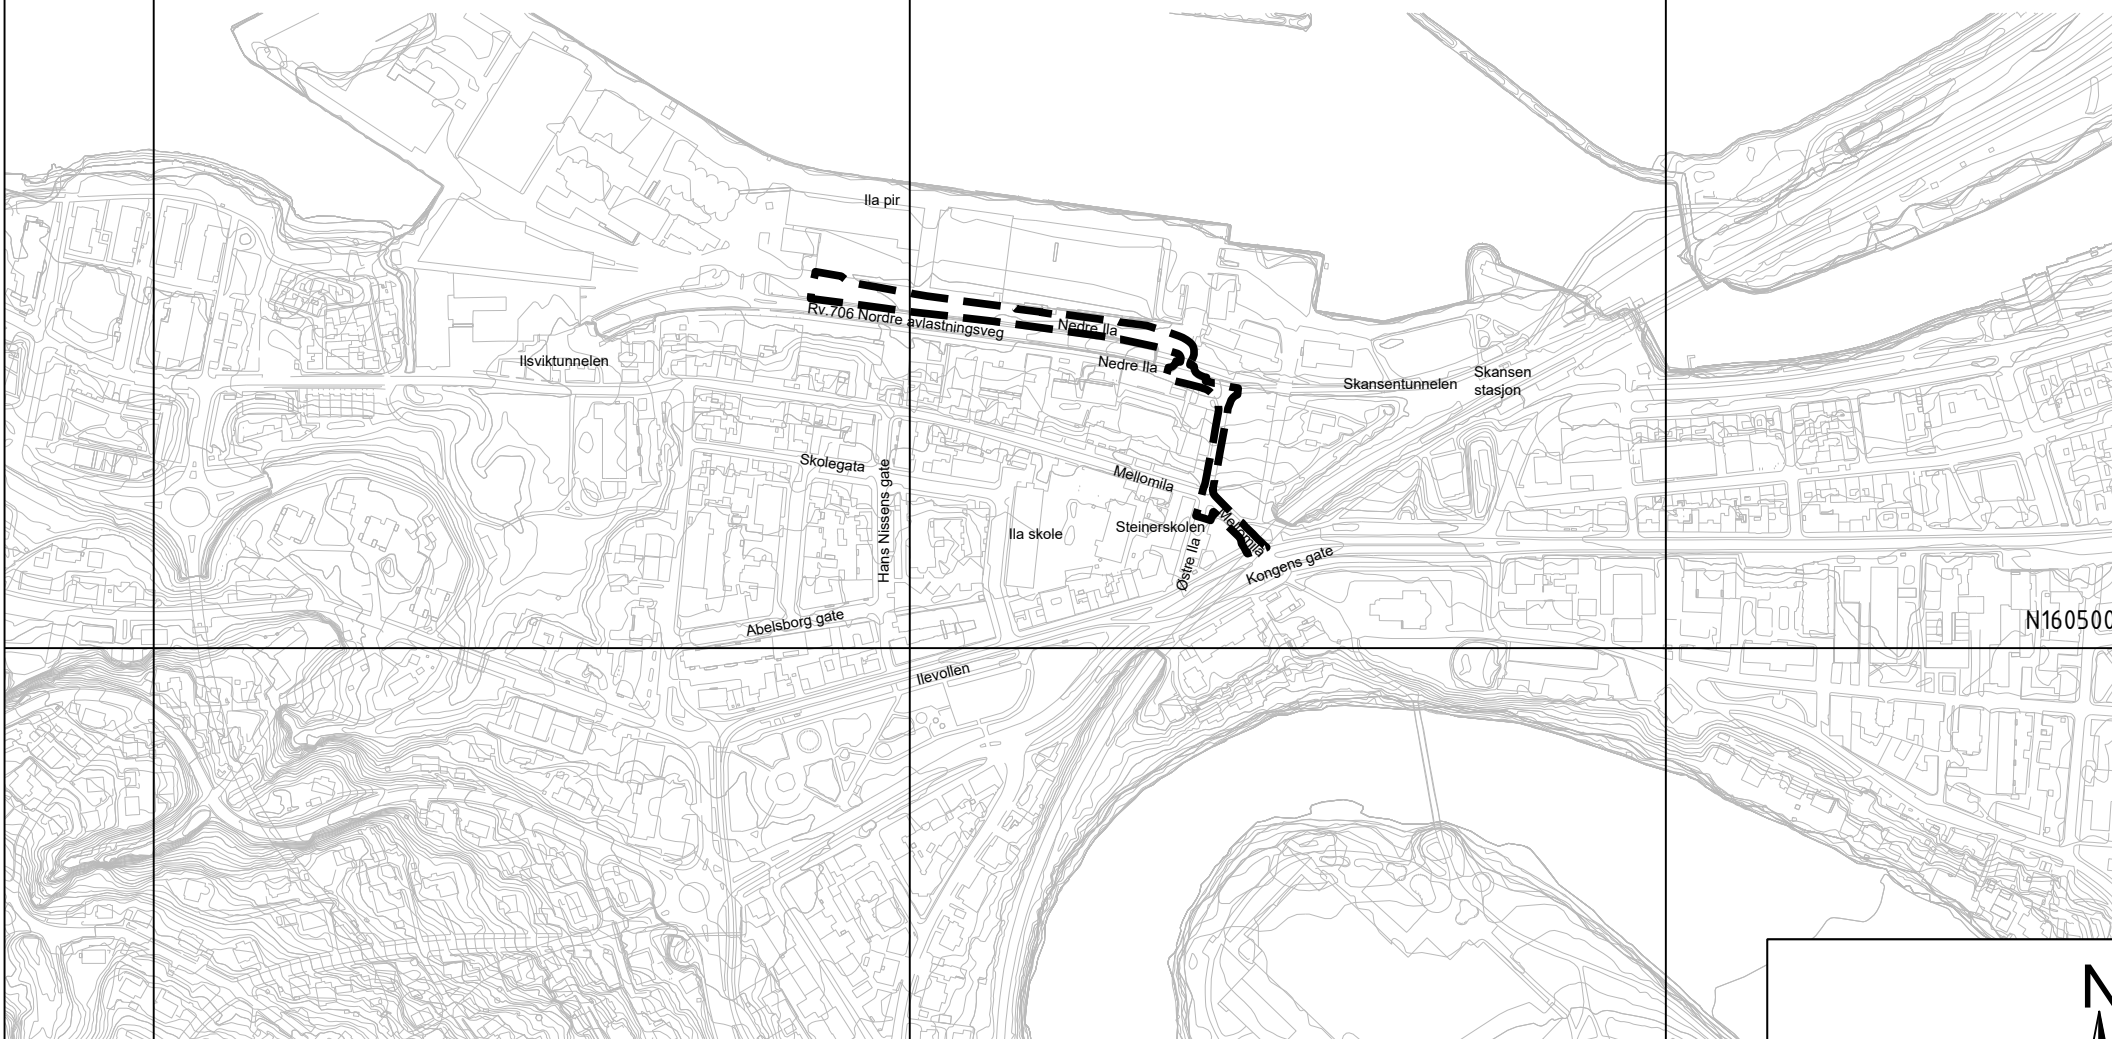 Ila pir
Rv.706 Nordre avlastningsveg
Nedre Ila
Ilsviktunnelen
Nedre Ila
Skansentunnelen
Skansen
stasjon
Skolegata
Hans Nissens gate
Mellomila
Ila skole
Steinerskolen
Mellomila
Østre Ila
Kongens gate
Abelsborg gate
N160500
Ilevollen
N